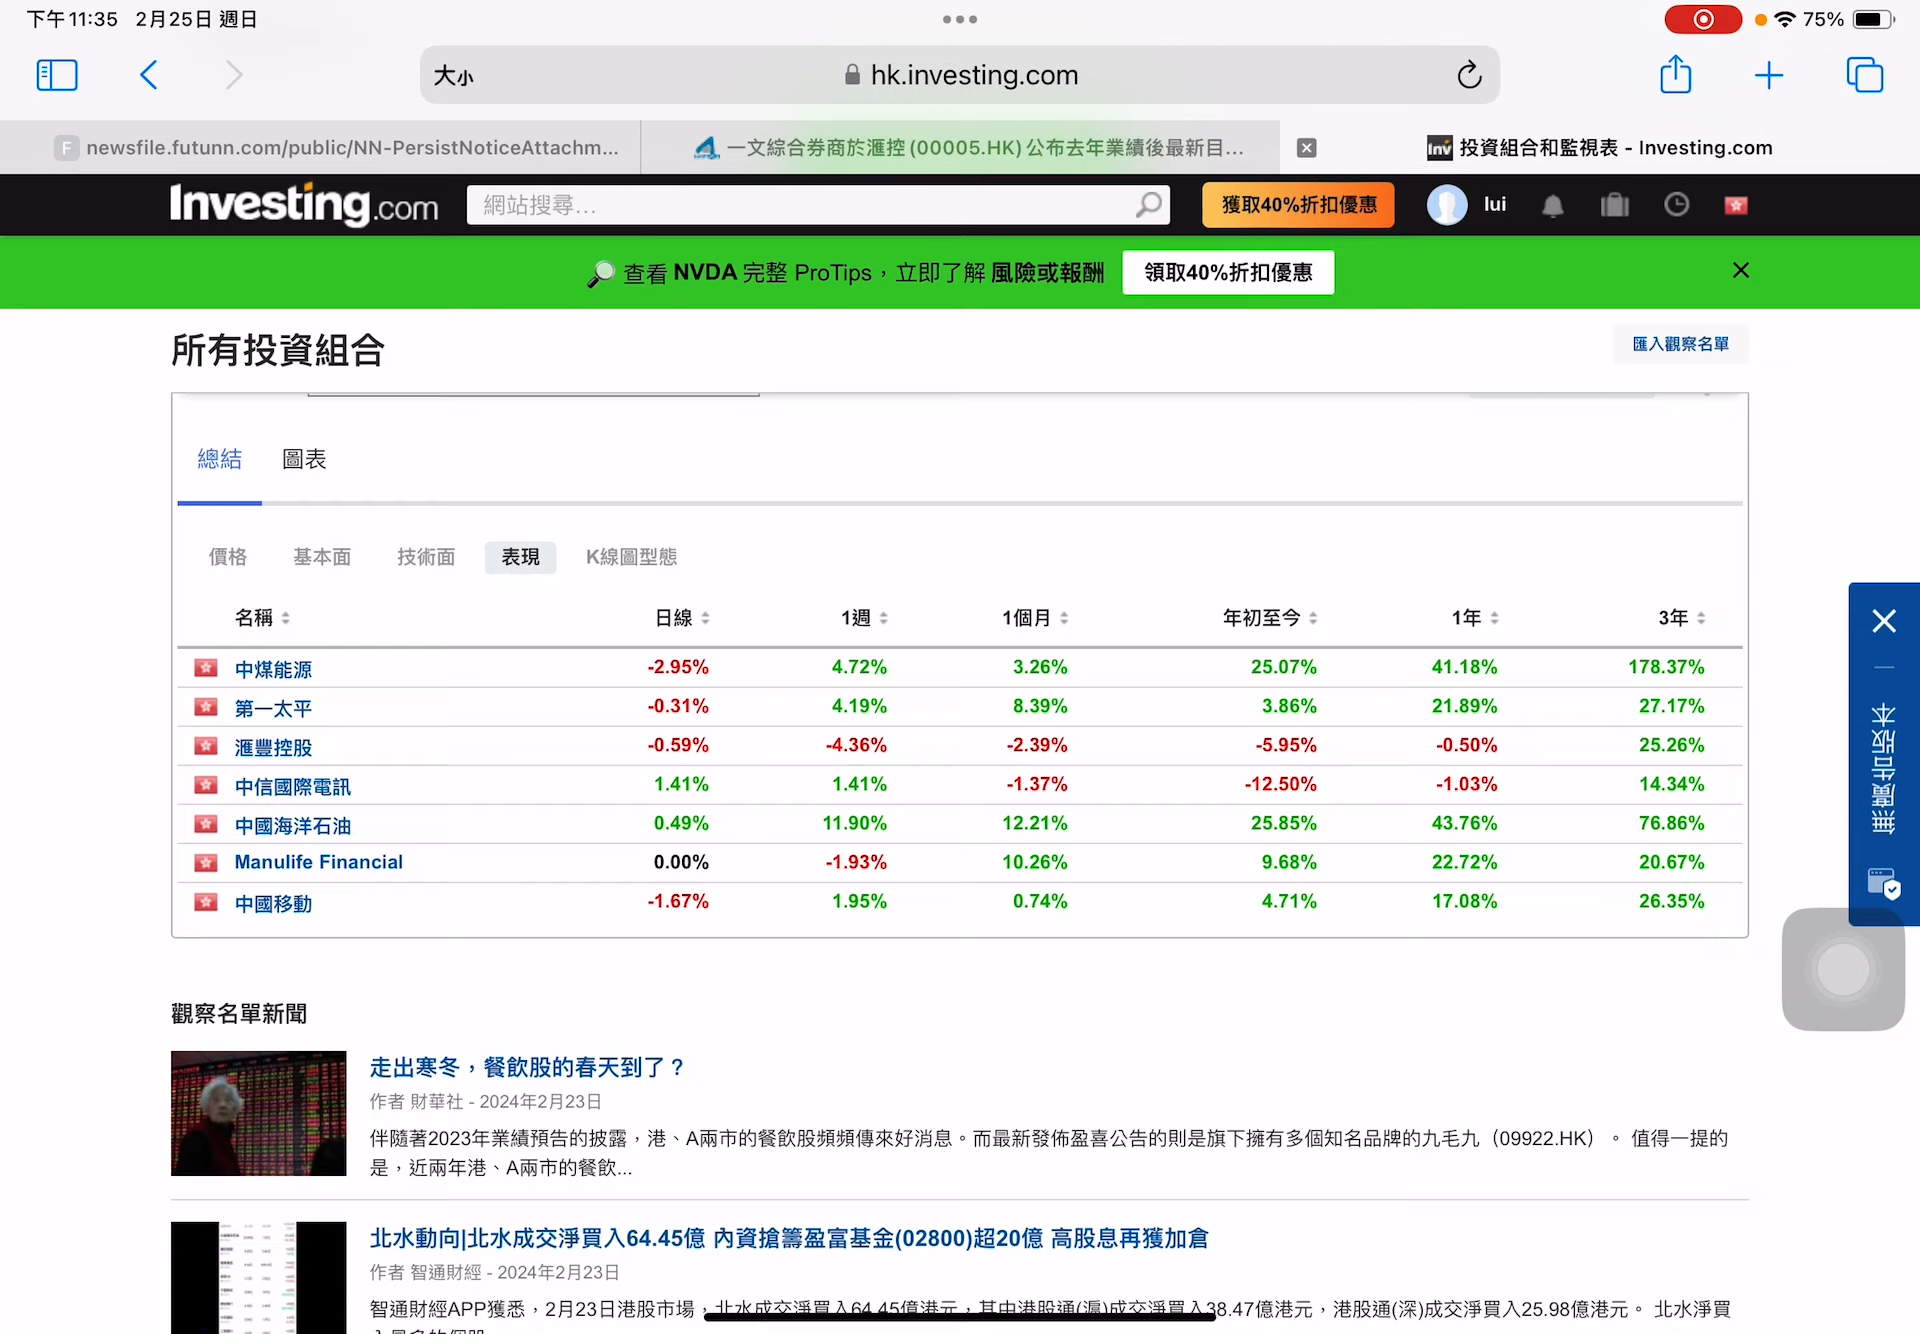 下午11:35 2月25日 週日
75%
大小
hk.investing.com
F newsfile.futunn.com/public/NN-PersistNoticeAttachm...
一文綜合券商於滙控(00005.HK)公布去年業績後最新目...
Inv 投資組合和監視表 - Investing.com
Investing.com
網站搜尋...
獲取40%折扣優惠
lui
查看 NVDA 完整 ProTips，立即了解 風險或報酬
領取40%折扣優惠
所有投資組合
匯入觀察名單
總結 圖表
價格 基本面 技術面 表現 K線圖型態
名稱 日線 1週 1個月 年初至今 1年 3年
中煤能源 -2.95% 4.72% 3.26% 25.07% 41.18% 178.37%
第一太平 -0.31% 4.19% 8.39% 3.86% 21.89% 27.17%
滙豐控股 -0.59% -4.36% -2.39% -5.95% -0.50% 25.26%
中信國際電訊 1.41% 1.41% -1.37% -12.50% -1.03% 14.34%
中國海洋石油 0.49% 11.90% 12.21% 25.85% 43.76% 76.86%
Manulife Financial 0.00% -1.93% 10.26% 9.68% 22.72% 20.67%
中國移動 -1.67% 1.95% 0.74% 4.71% 17.08% 26.35%
無廣告版本
觀察名單新聞
走出寒冬，餐飲股的春天到了？
作者 財華社 - 2024年2月23日
伴隨著2023年業績預告的披露，港、A兩市的餐飲股頻頻傳來好消息。而最新發佈盈喜公告的則是旗下擁有多個知名品牌的九毛九（09922.HK）。 值得一提的
是，近兩年港、A兩市的餐飲...
北水動向|北水成交淨買入64.45億 內資搶籌盈富基金(02800)超20億 高股息再獲加倉
作者 智通財經 - 2024年2月23日
智通財經APP獲悉，2月23日港股市場，北水成交淨買入64.45億港元，其中港股通(滬)成交淨買入38.47億港元，港股通(深)成交淨買入25.98億港元。 北水淨買